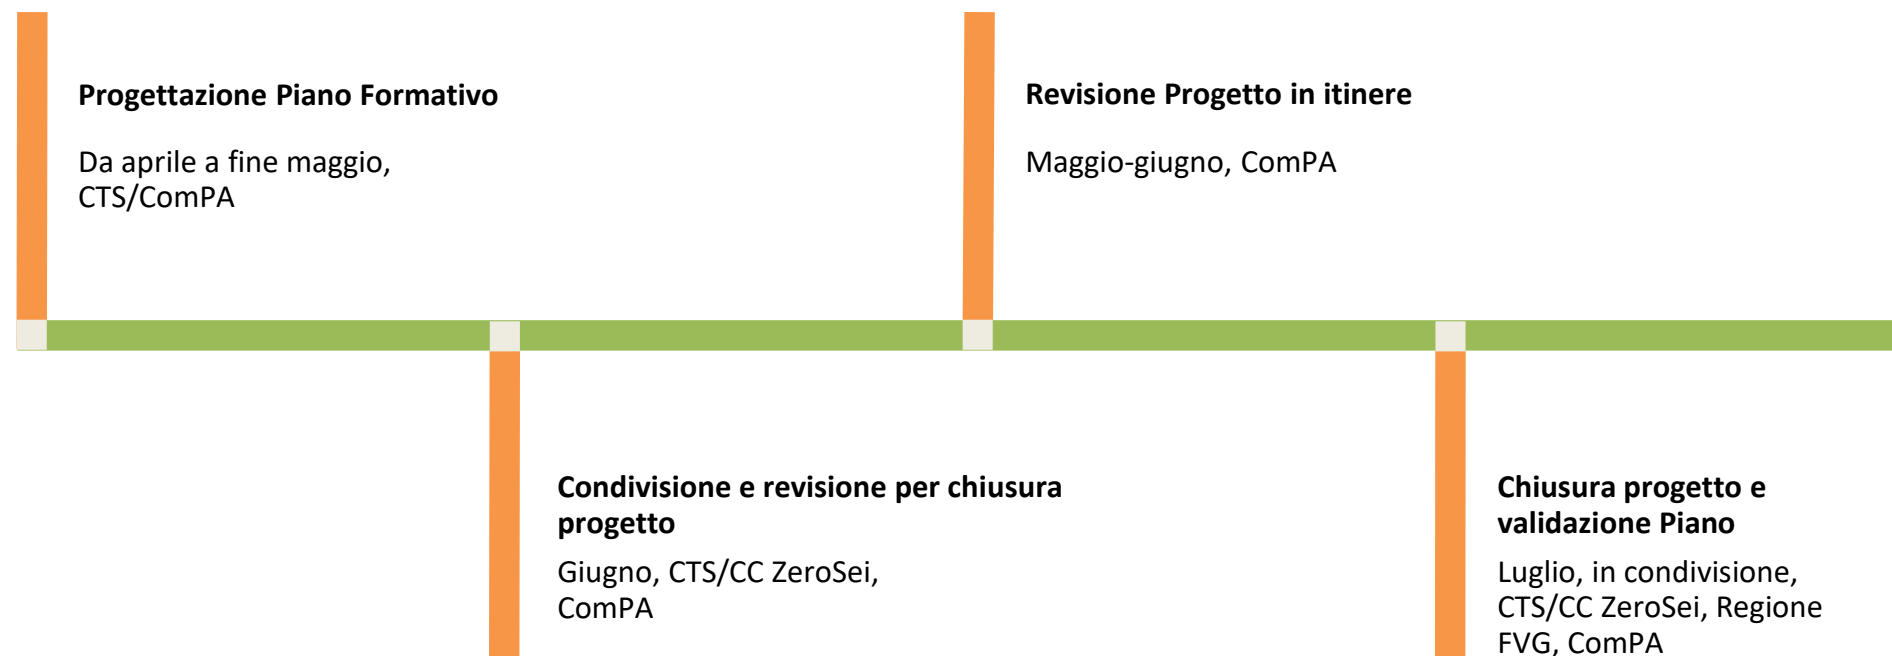 Progettazione Piano Formativo
Da aprile a fine maggio,
CTS/ComPA
Condivisione e revisione per chiusura
progetto
Giugno, CTS/CC ZeroSei,
ComPA
Revisione Progetto in itinere
Maggio-giugno, ComPA
Chiusura progetto e
validazione Piano
Luglio, in condivisione,
CTS/CC ZeroSei, Regione
FVG, ComPA